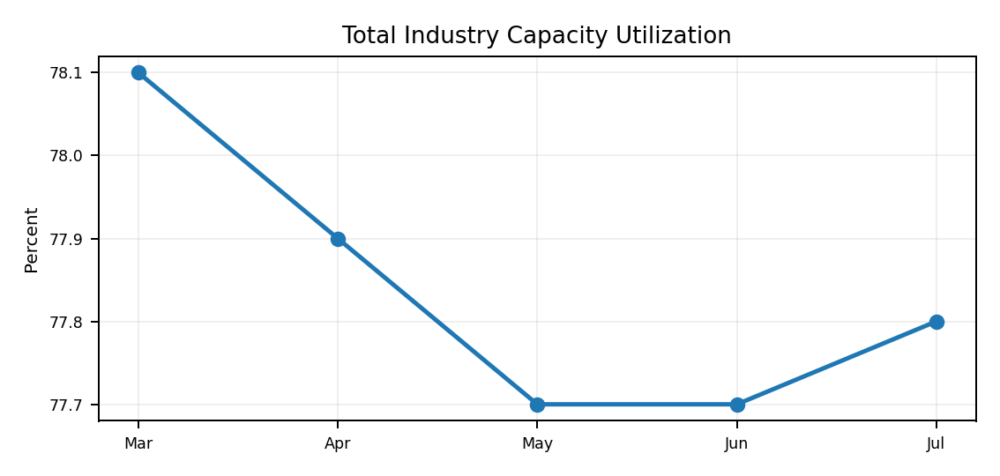 Total Industry Capacity Utilization
Percent
78.1
78.0
77.9
77.8
77.7
Mar Apr May Jun Jul